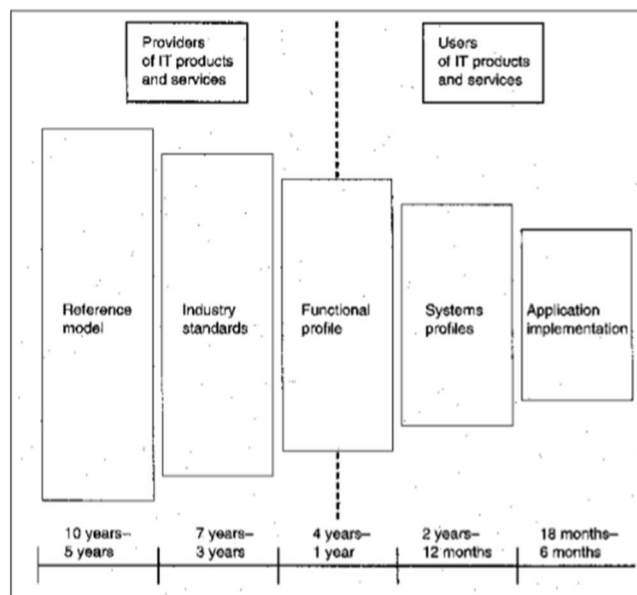 Providers
of IT products
and services
Users
of IT products
and services
Reference
model
Industry
standards
Functional
profile
Systems
profiles
Application
implementation
10 years–
5 years
7 years–
3 years
4 years–
1 year
2 years–
12 months
18 months–
6 months